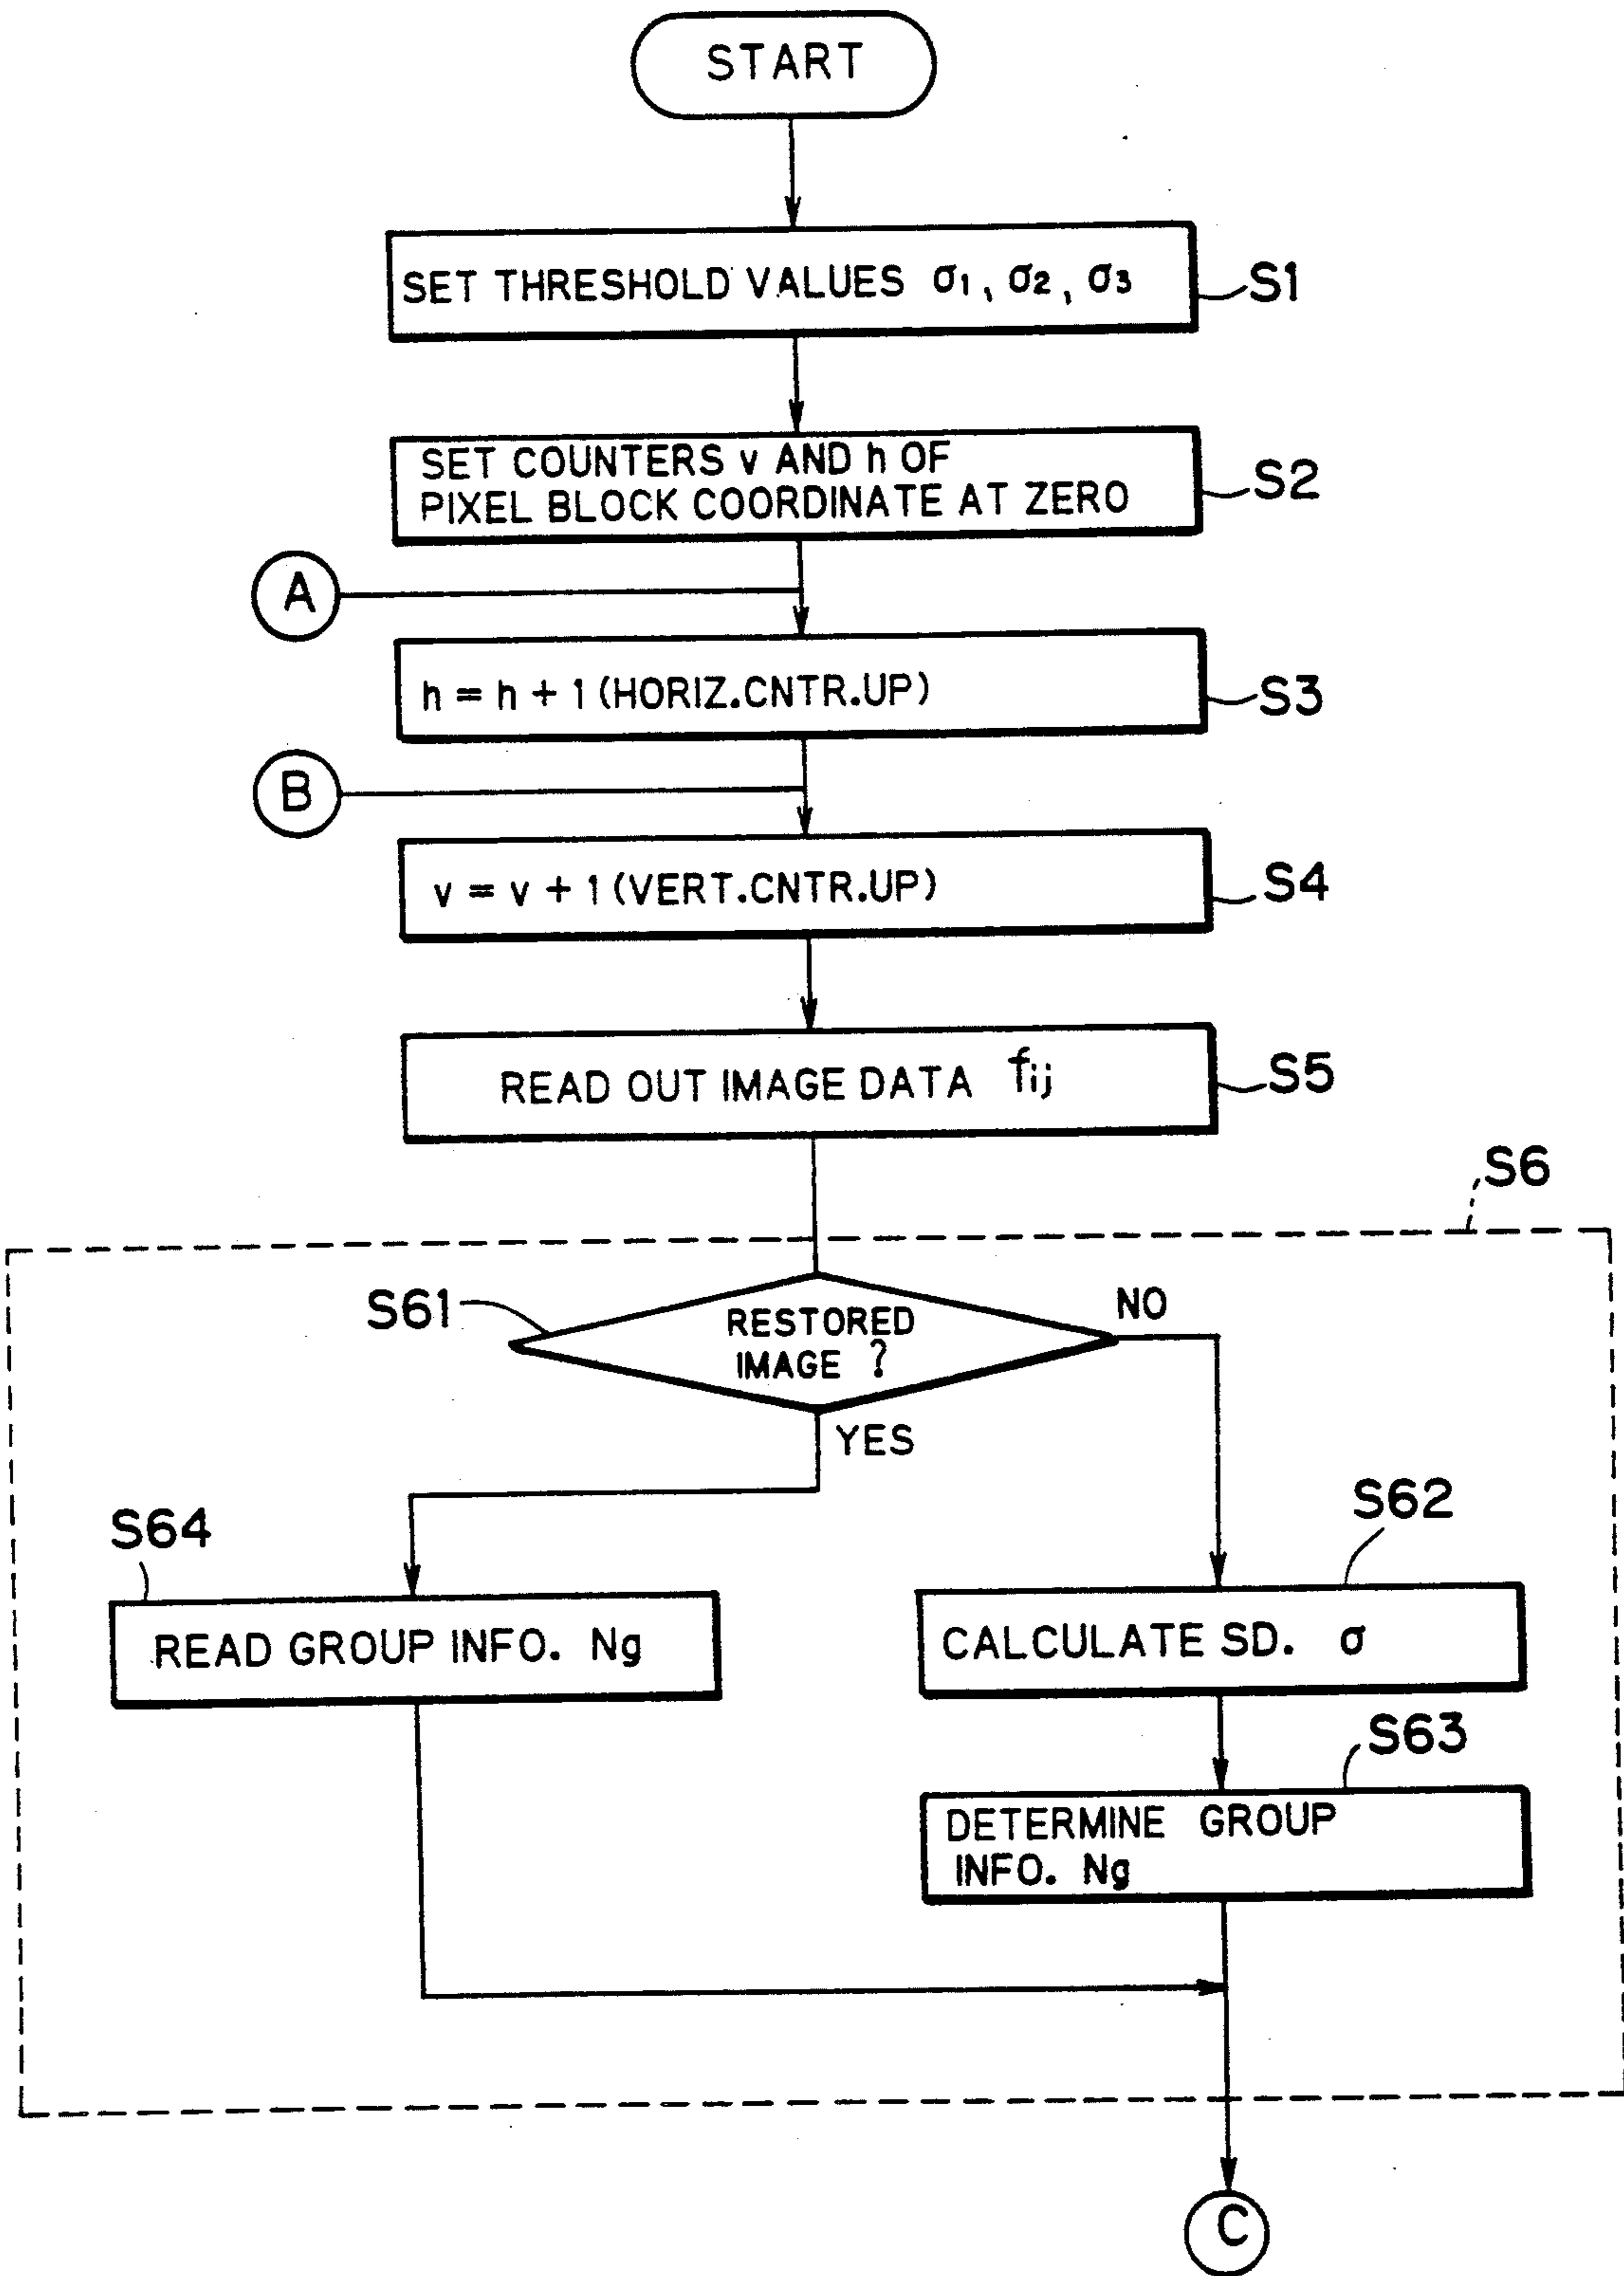 START
SET THRESHOLD VALUES σ1, σ2, σ3
S1
SET COUNTERS v AND h OF
PIXEL BLOCK COORDINATE AT ZERO
S2
A
h = h + 1 (HORIZ.CNTR.UP)
S3
B
v = v + 1 (VERT.CNTR.UP)
S4
READ OUT IMAGE DATA fij
S5
S6
S61
RESTORED
IMAGE ?
NO
YES
S64
S62
READ GROUP INFO. Ng
CALCULATE SD. σ
S63
DETERMINE GROUP
INFO. Ng
C